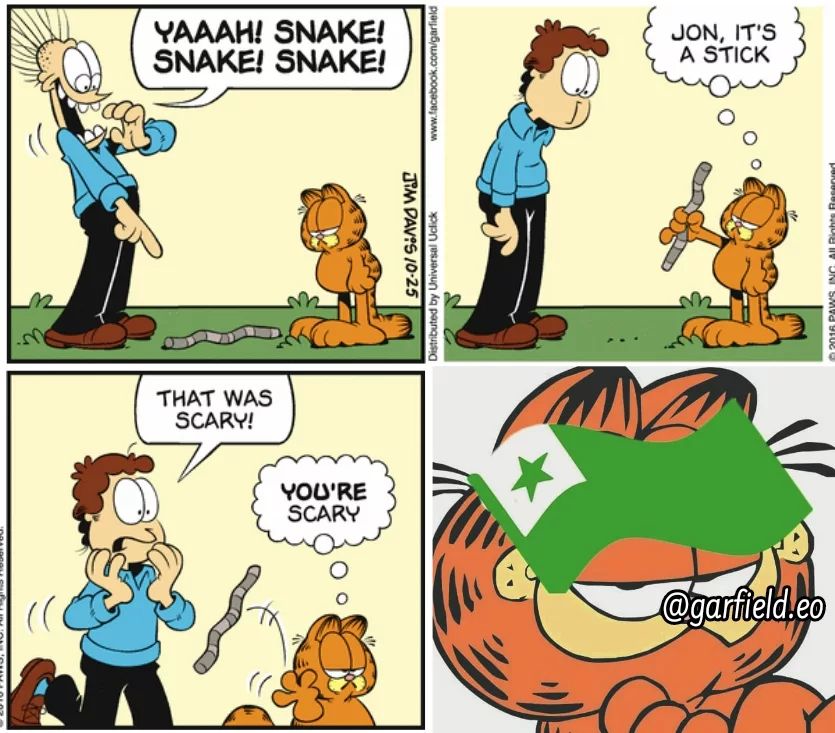 YAAAH! SNAKE!
SNAKE! SNAKE!
JIM DAVIS 10-25
www.facebook.com/garfield
Distributed by Universal Uclick
JON, IT'S
A STICK
© 2016 PAWS, INC. All Rights Reserved.
THAT WAS
SCARY!
YOU'RE
SCARY
@garfield.eo